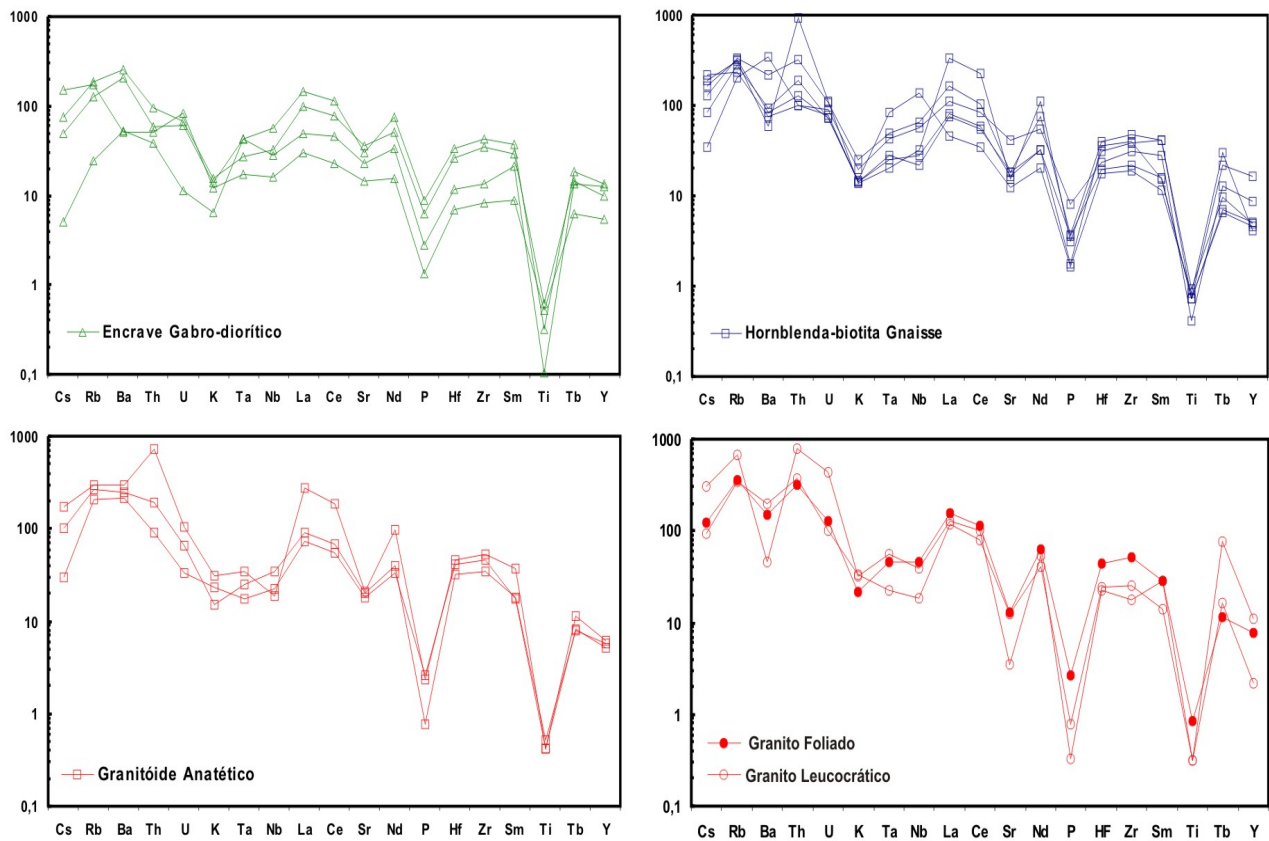 1000
100
10
1
0,1
Encrave Gabro-diorítico
Cs Rb Ba Th U K Ta Nb La Ce Sr Nd P Hf Zr Sm Ti Tb Y
1000
100
10
1
0,1
Hornblenda-biotita Gnaisse
Cs Rb Ba Th U K Ta Nb La Ce Sr Nd P Hf Zr Sm Ti Tb Y
1000
100
10
1
0,1
Granitóide Anatético
Cs Rb Ba Th U K Ta Nb La Ce Sr Nd P Hf Zr Sm Ti Tb Y
1000
100
10
1
0,1
Granito Foliado
Granito Leucocrático
Cs Rb Ba Th U K Ta Nb La Ce Sr Nd P HF Zr Sm Ti Tb Y